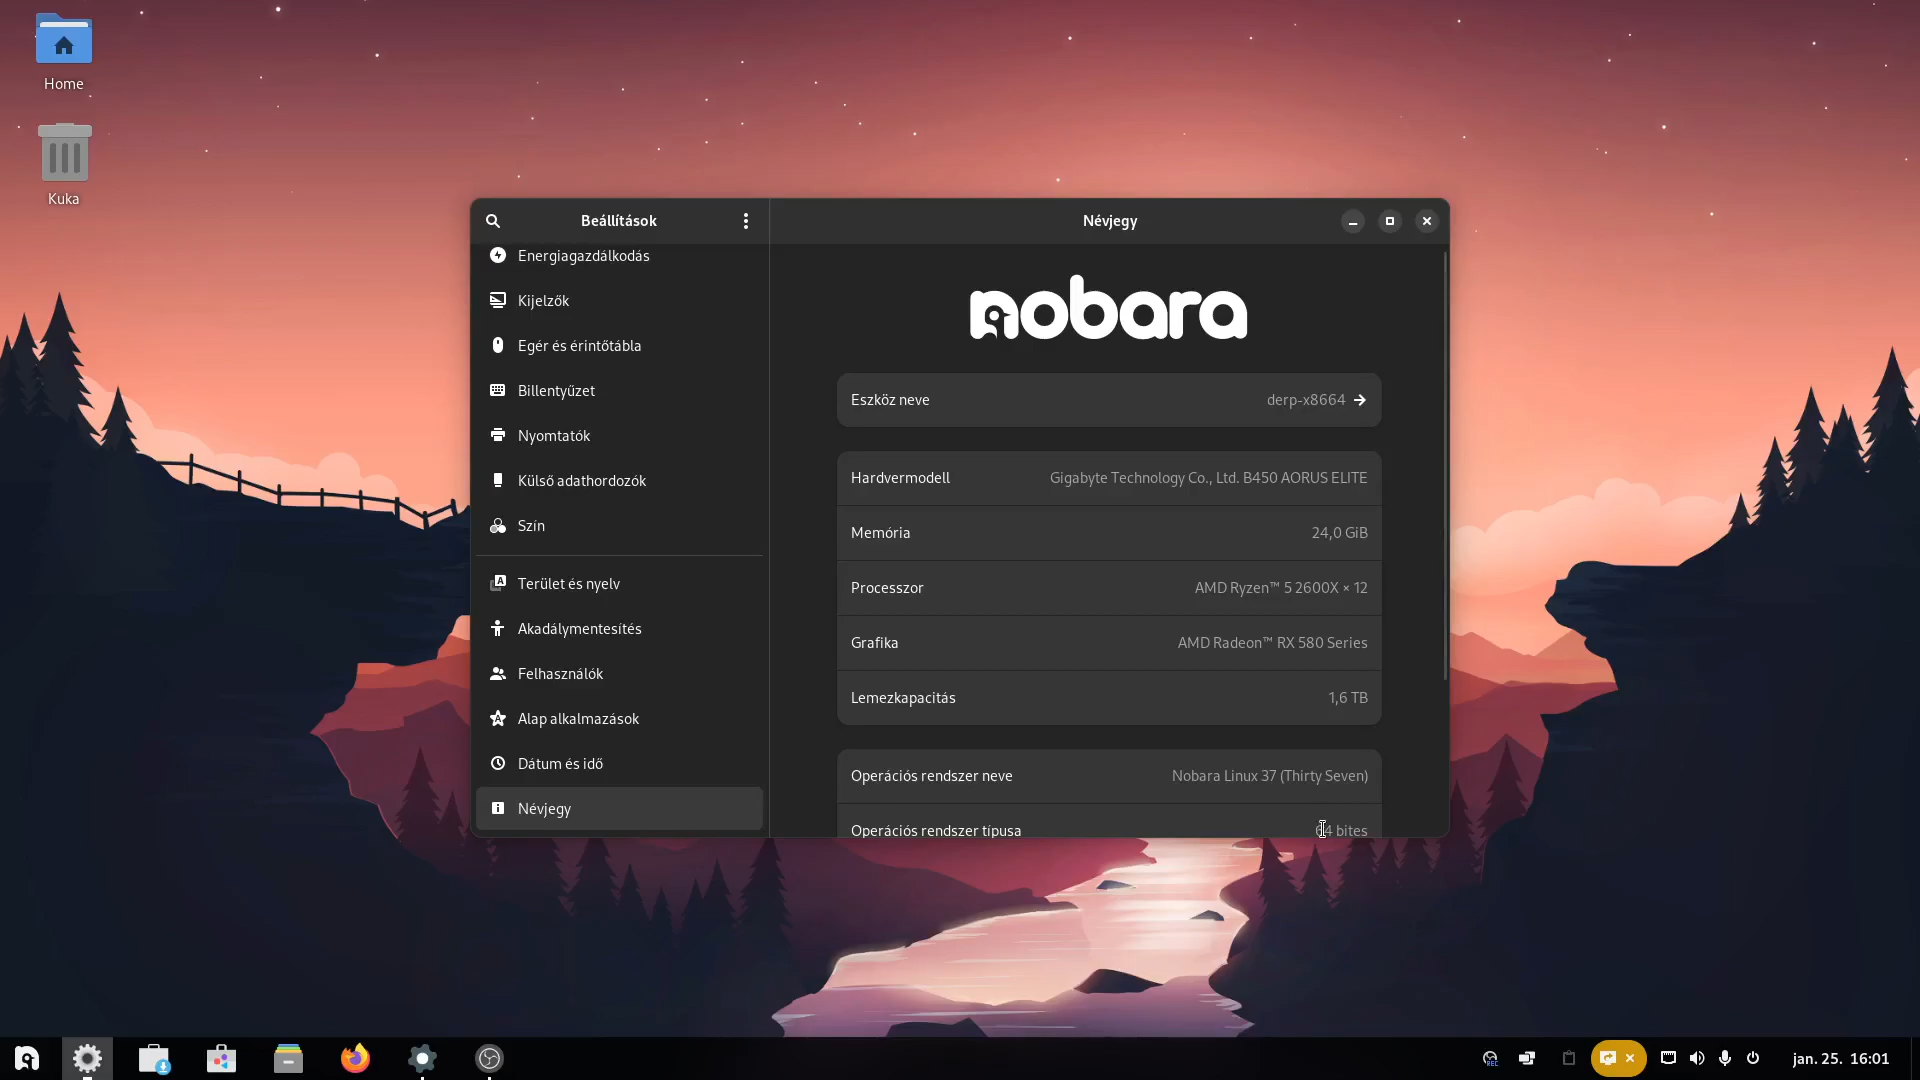 Home
Kuka
Beállítások
Névjegy
Energiagazdálkodás
Kijelzők
Egér és érintőtábla
Billentyűzet
Nyomtatók
Külső adathordozók
Szín
Terület és nyelv
Akadálymentesítés
Felhasználók
Alap alkalmazások
Dátum és idő
Névjegy
nobara
Eszköz neve derp-x8664
Hardvermodell Gigabyte Technology Co., Ltd. B450 AORUS ELITE
Memória 24,0 GiB
Processzor AMD Ryzen™ 5 2600X × 12
Grafika AMD Radeon™ RX 580 Series
Lemezkapacitás 1,6 TB
Operációs rendszer neve Nobara Linux 37 (Thirty Seven)
Operációs rendszer típusa 64 bites
REC
jan. 25. 16:01